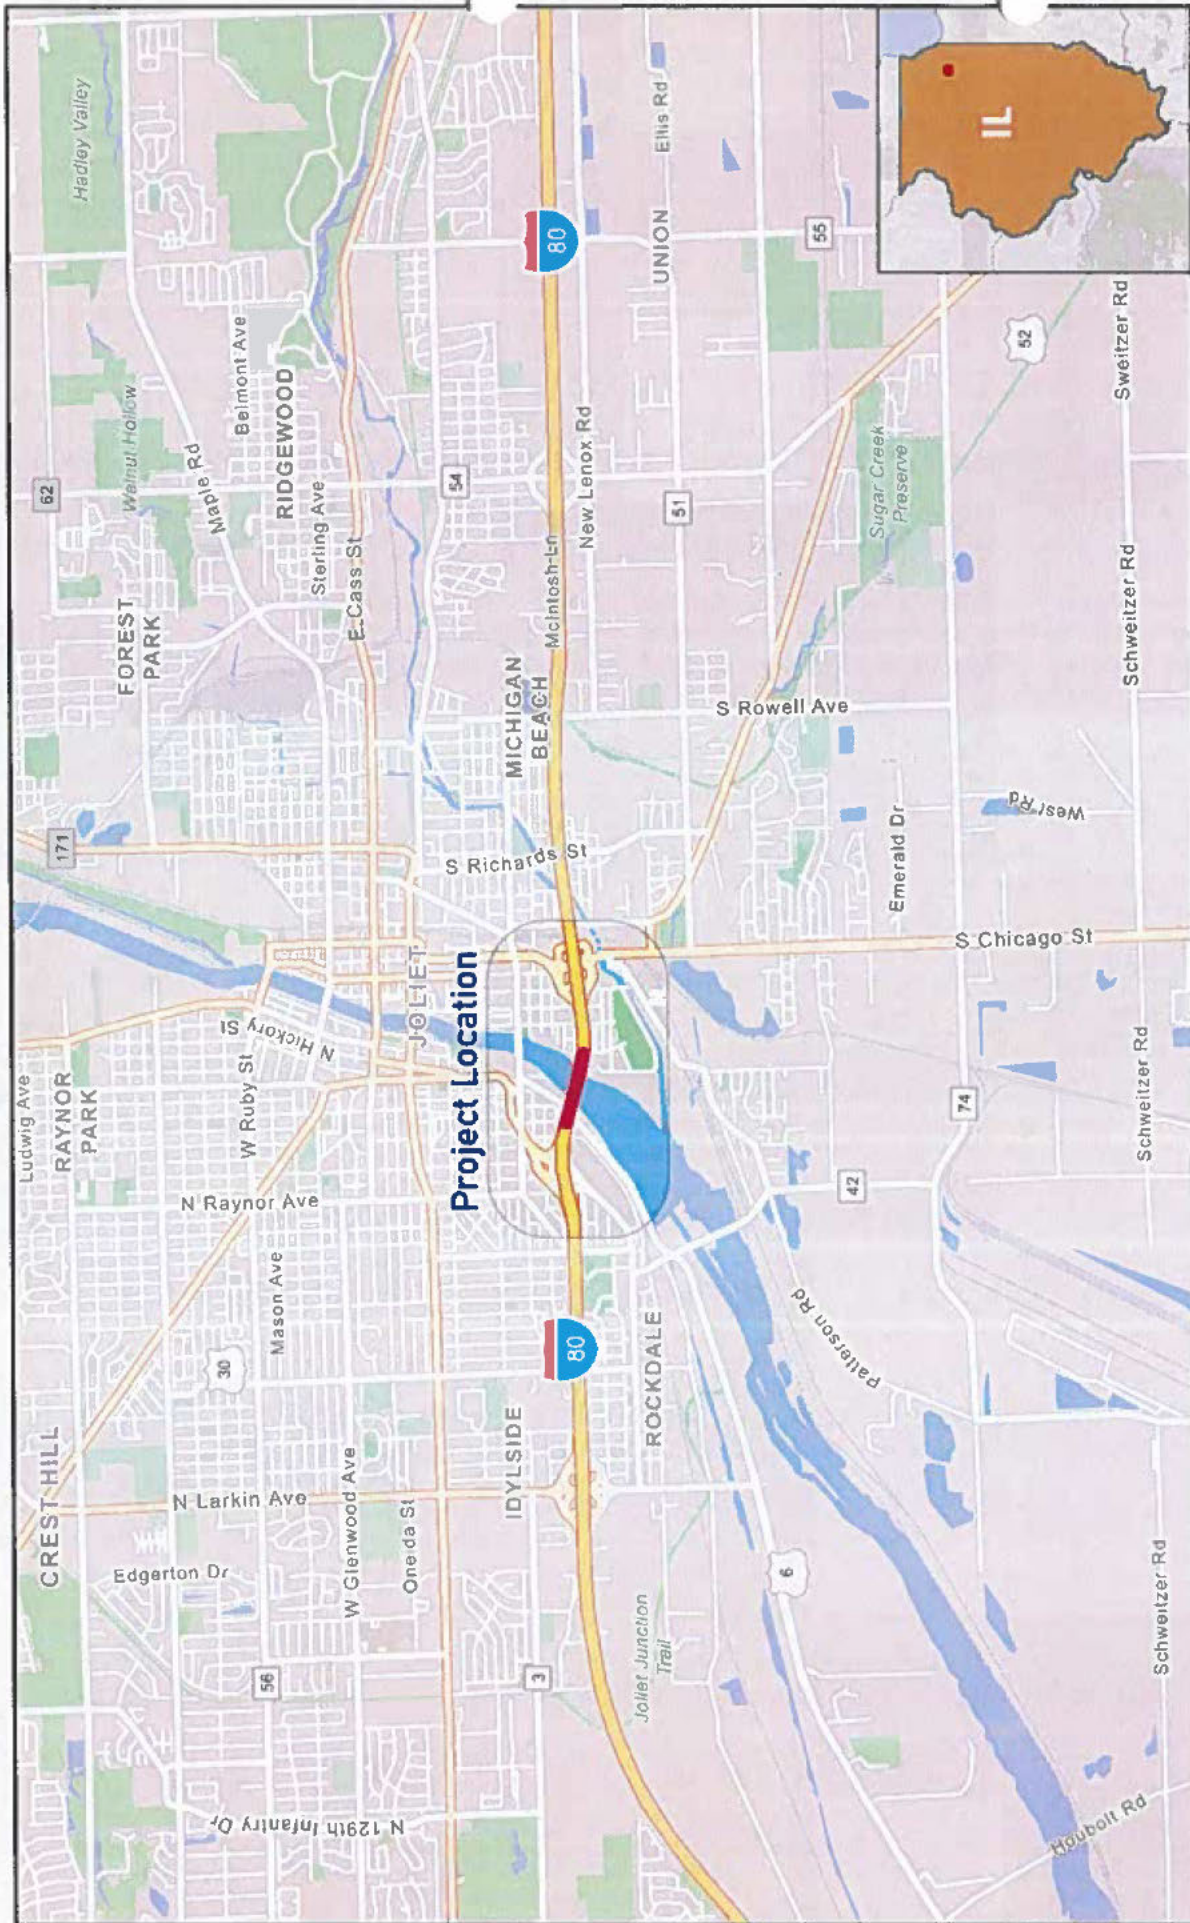 Hadley Valley
62
Walnut Hollow
Maple Rd
Belmont Ave
RIDGEWOOD
Sterling Ave
FOREST
PARK
E Cass St
54
80
Ellis Rd
UNION
55
IL
New Lenox Rd
McIntosh Ln
51
52
Sweitzer Rd
Sugar Creek
Preserve
MICHIGAN
BEACH
S Rowell Ave
Schweitzer Rd
171
S Richards St
West Rd
Emerald Dr
S Chicago St
JOLIET
Project Location
N Hickory St
W Ruby St
Ludwig Ave
RAYNOR
PARK
N Raynor Ave
74
42
Schweitzer Rd
Mason Ave
30
80
ROCKDALE
Patterson Rd
CREST HILL
N Larkin Ave
IDYLSIDE
Edgerton Dr
W Glenwood Ave
Oneida St
56
3
Joliet Junction
Trail
6
Schweitzer Rd
N 129th Infantry Dr
Houbolt Rd